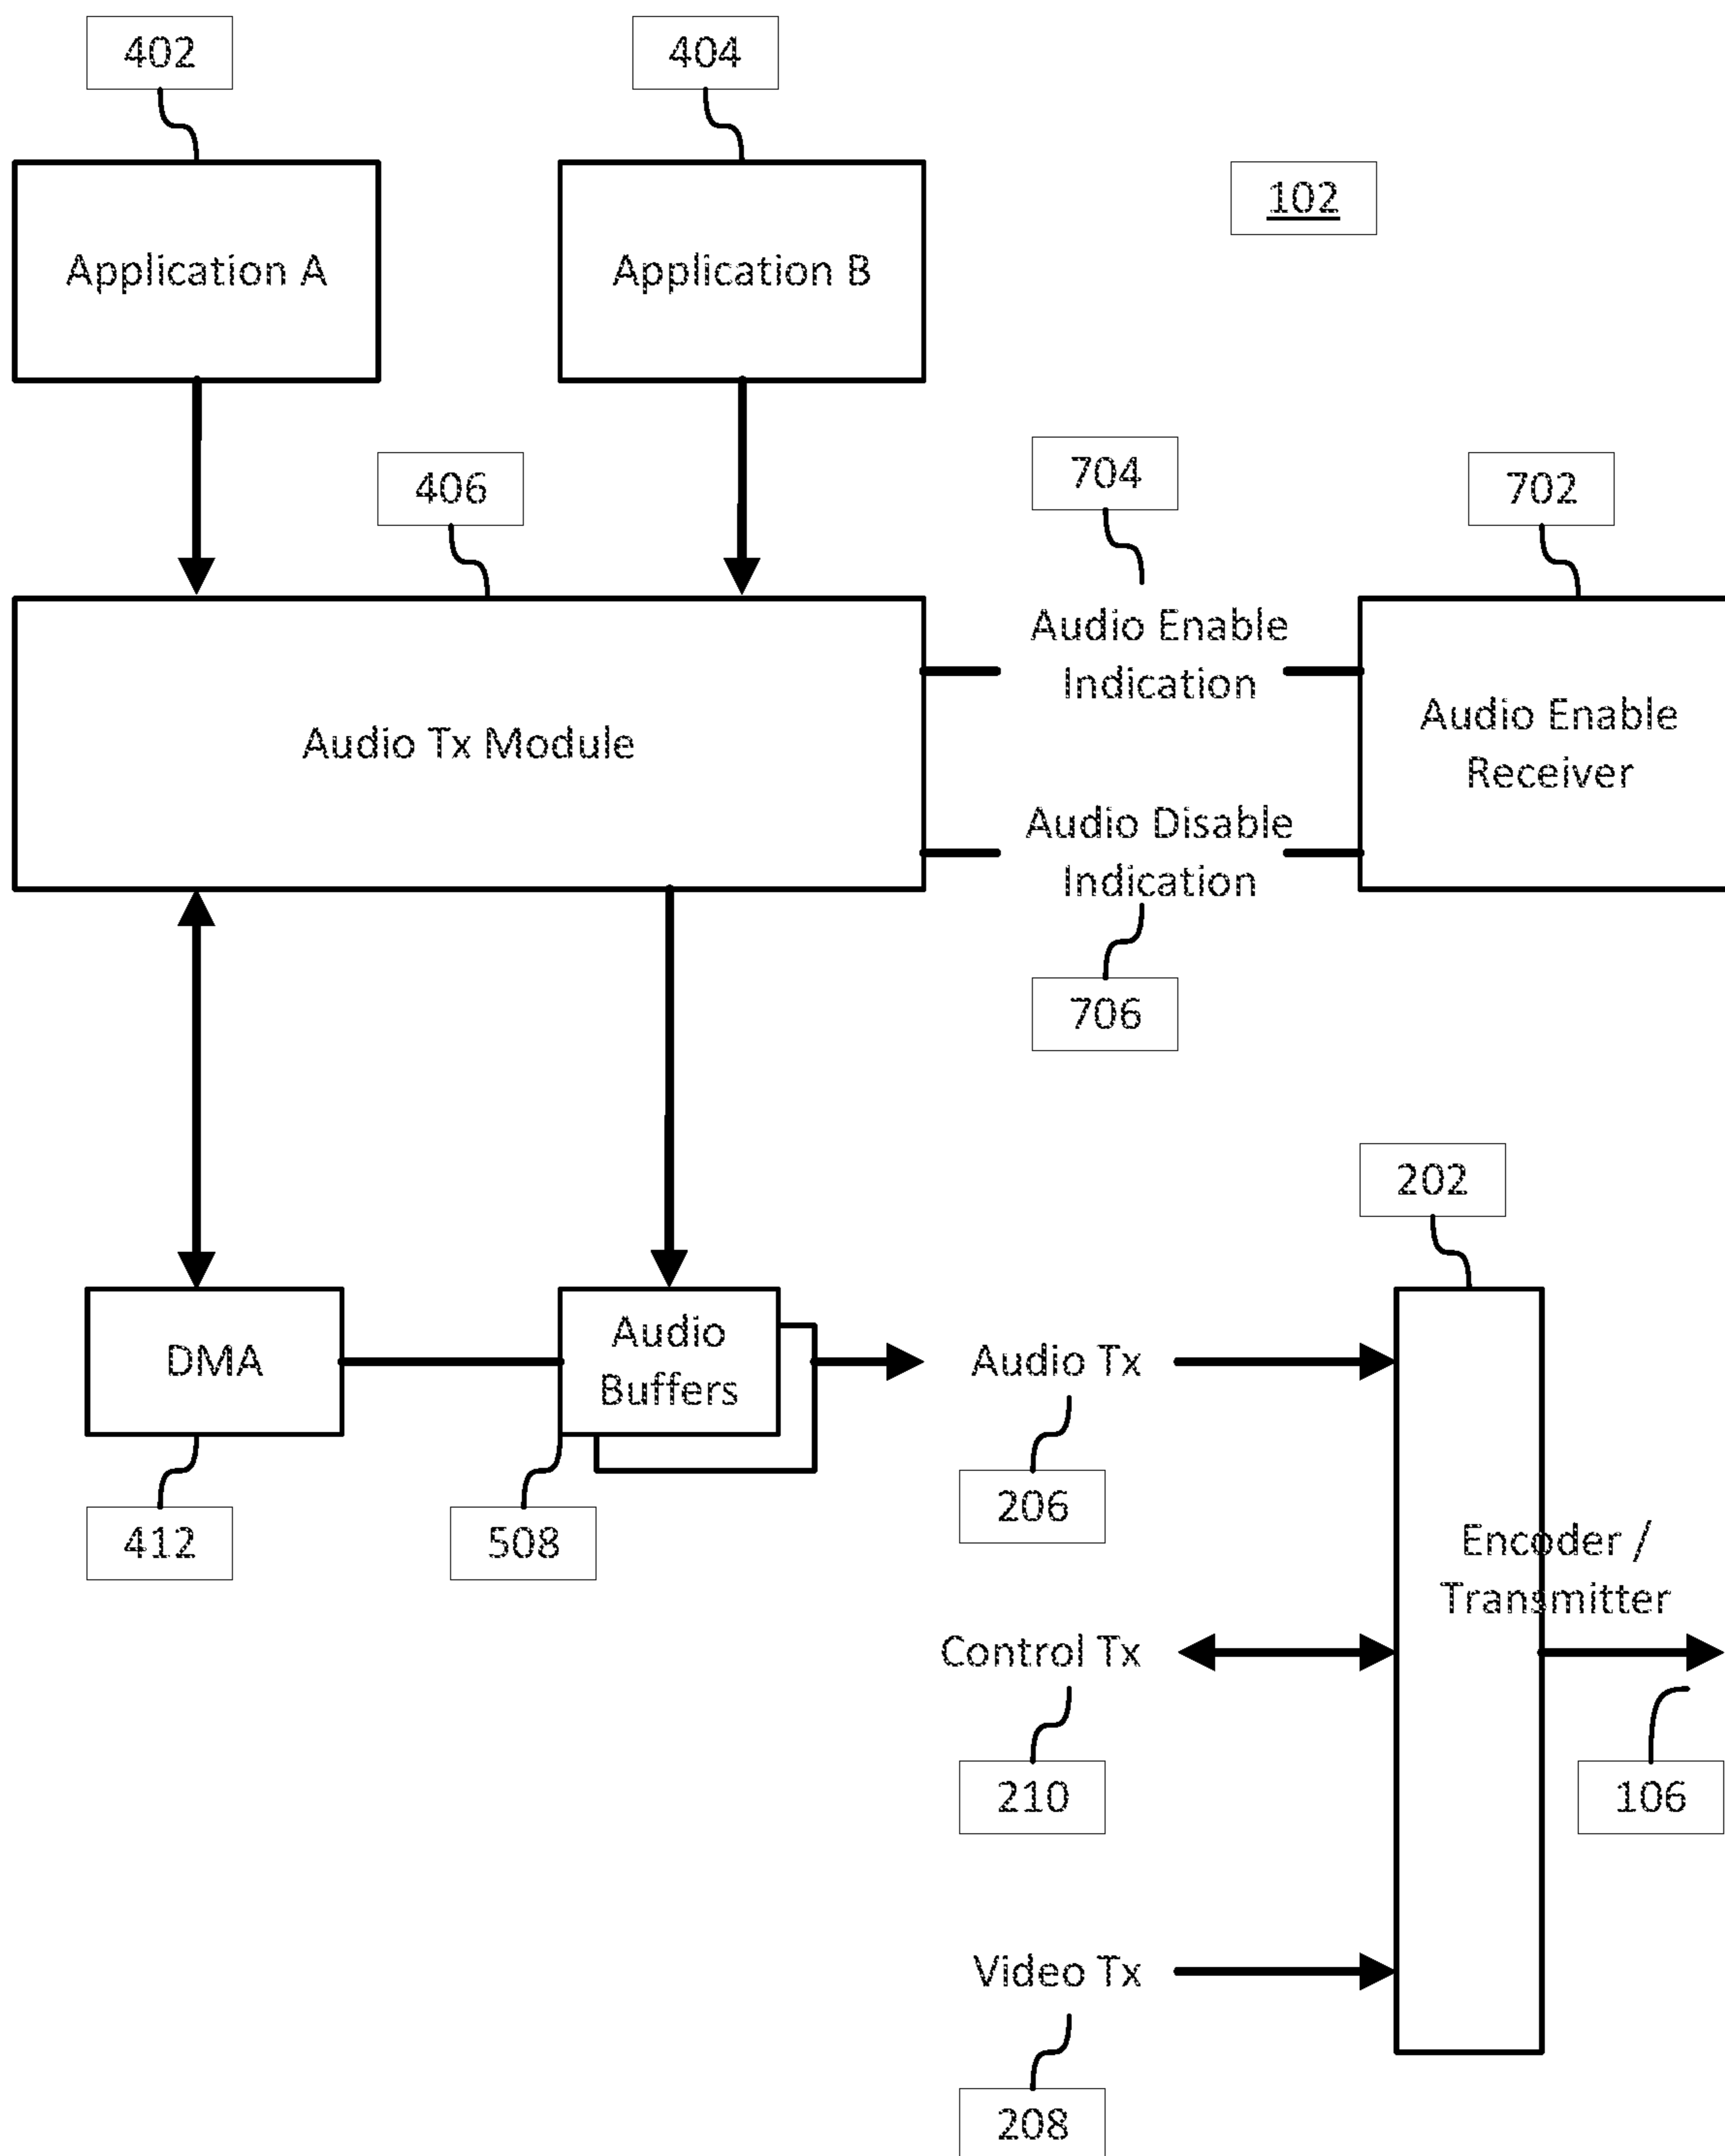 402
404
102
Application A
Application B
406
704
702
Audio Enable
Indication
Audio Tx Module
Audio Enable
Receiver
Audio Disable
Indication
706
202
DMA
Audio
Buffers
Audio Tx
412
508
206
Encoder /
Transmitter
Control Tx
210
106
Video Tx
208